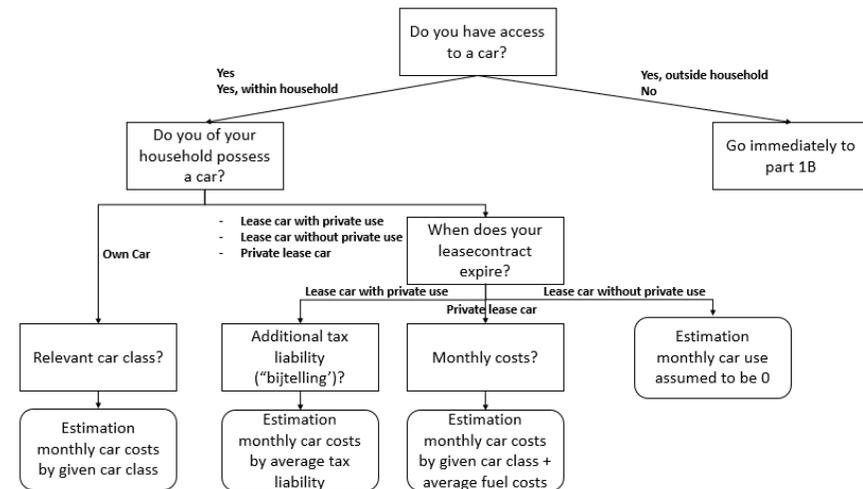 Do you have access
to a car?
Yes
Yes, within household
Yes, outside household
No
Do you of your
household possess
a car?
Go immediately to
part 1B
Own Car
- Lease car with private use
- Lease car without private use
- Private lease car
When does your
leasecontract
expire?
Lease car with private use
Lease car without private use
Private lease car
Relevant car class?
Additional tax
liability
("bijtelling')?
Monthly costs?
Estimation
monthly car use
assumed to be 0
Estimation
monthly car costs
by given car class
Estimation
monthly car costs
by average tax
liability
Estimation
monthly car costs
by given car class +
average fuel costs